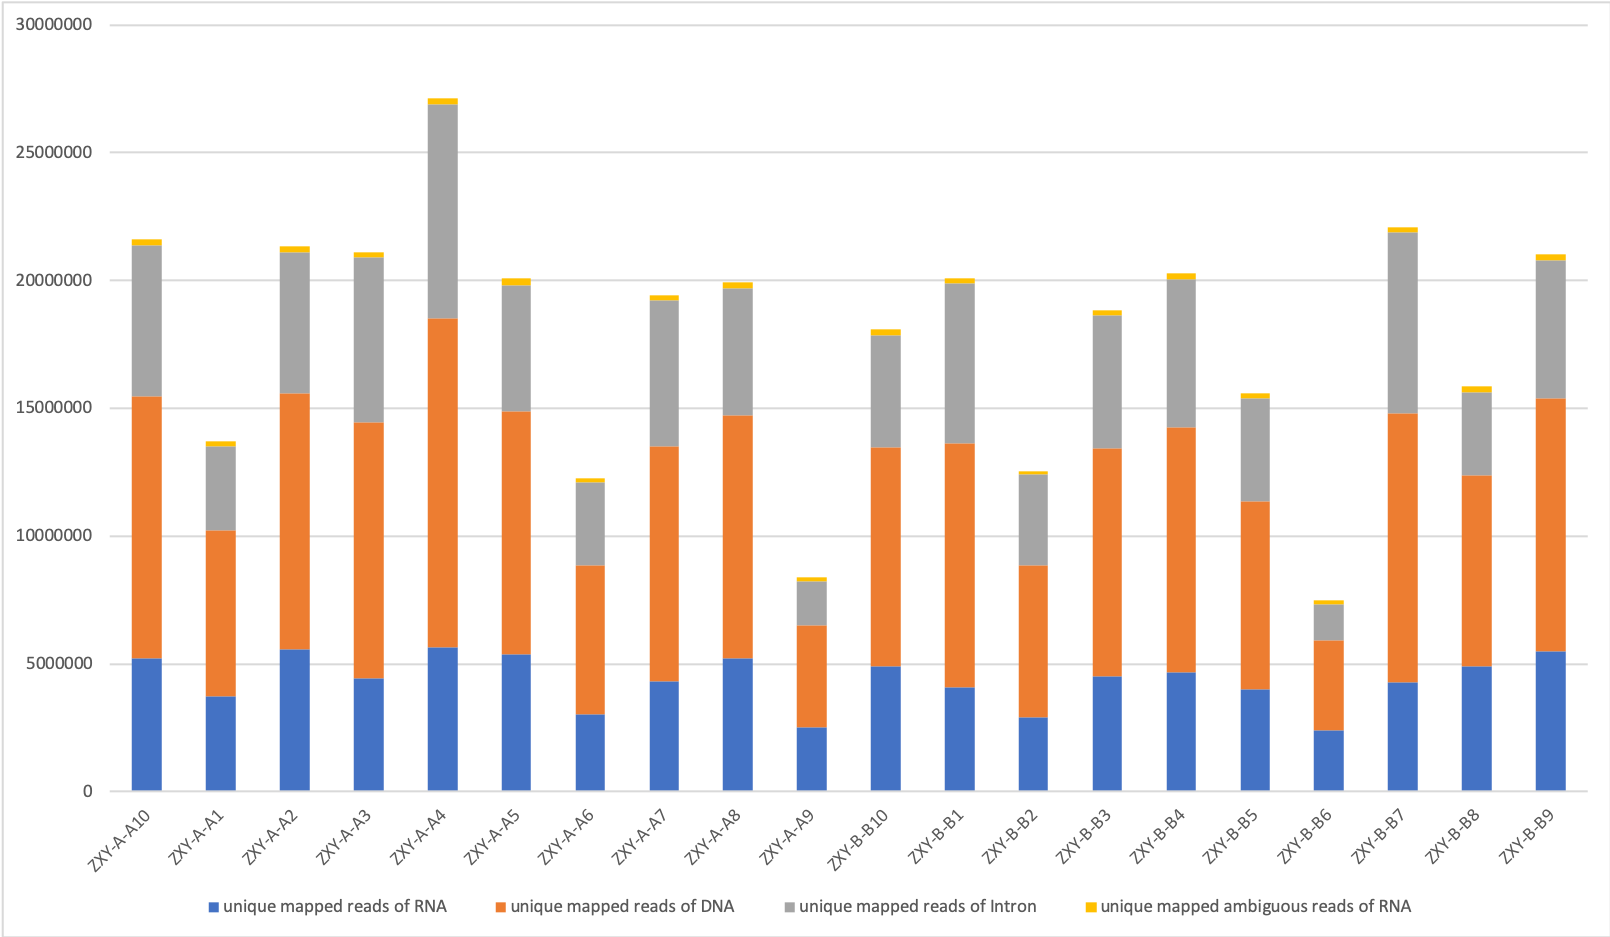 30000000
25000000
20000000
15000000
10000000
5000000
0
ZXY-A-A10
ZXY-A-A1
ZXY-A-A2
ZXY-A-A3
ZXY-A-A4
ZXY-A-A5
ZXY-A-A6
ZXY-A-A7
ZXY-A-A8
ZXY-A-A9
ZXY-B-B10
ZXY-B-B1
ZXY-B-B2
ZXY-B-B3
ZXY-B-B4
ZXY-B-B5
ZXY-B-B6
ZXY-B-B7
ZXY-B-B8
ZXY-B-B9
unique mapped reads of RNA
unique mapped reads of DNA
unique mapped reads of Intron
unique mapped ambiguous reads of RNA